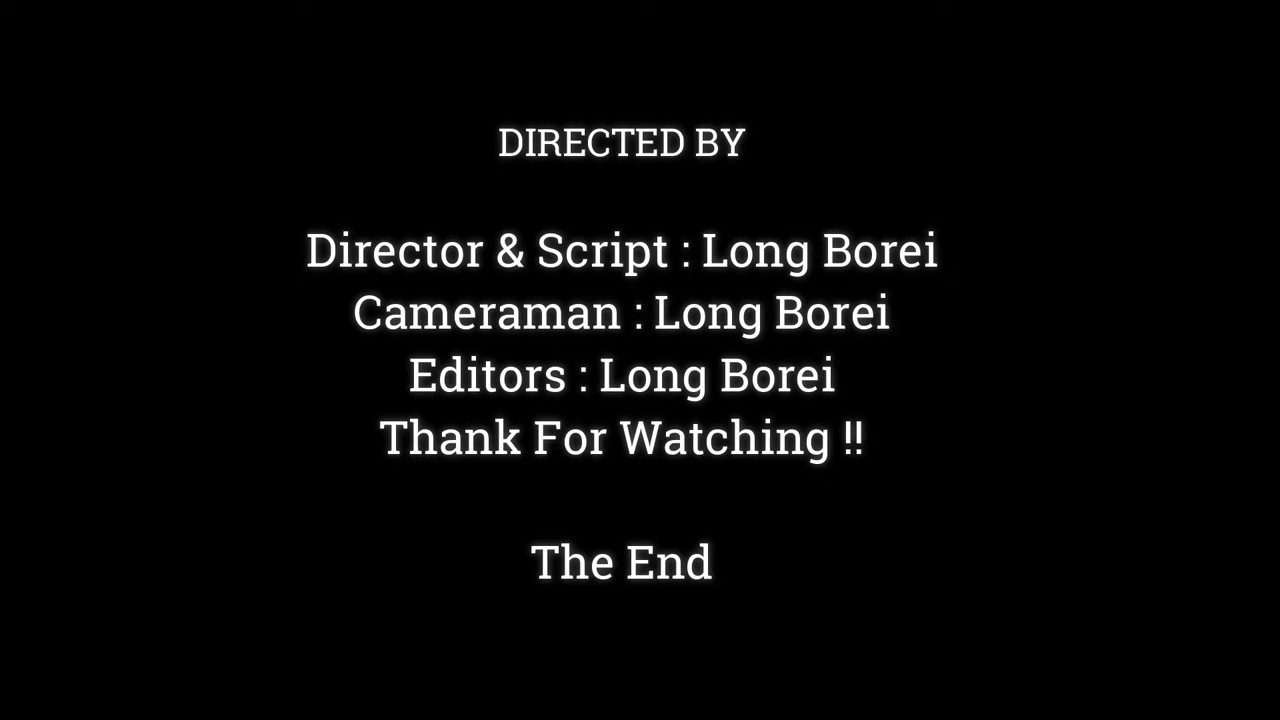 DIRECTED BY
Director & Script : Long Borei
Cameraman : Long Borei
Editors : Long Borei
Thank For Watching !!
The End